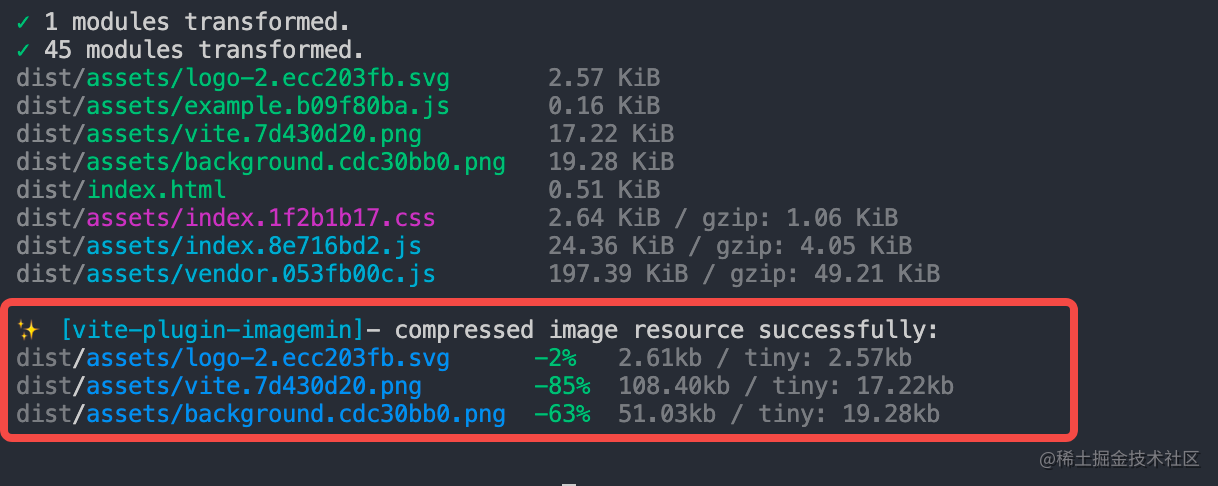 ✓ 1 modules transformed.
✓ 45 modules transformed.
dist/assets/logo-2.ecc203fb.svg 2.57 KiB
dist/assets/example.b09f80ba.js 0.16 KiB
dist/assets/vite.7d430d20.png 17.22 KiB
dist/assets/background.cdc30bb0.png 19.28 KiB
dist/index.html 0.51 KiB
dist/assets/index.1f2b1b17.css 2.64 KiB / gzip: 1.06 KiB
dist/assets/index.8e716bd2.js 24.36 KiB / gzip: 4.05 KiB
dist/assets/vendor.053fb00c.js 197.39 KiB / gzip: 49.21 KiB
✨ [vite-plugin-imagemin]- compressed image resource successfully:
dist/assets/logo-2.ecc203fb.svg -2% 2.61kb / tiny: 2.57kb
dist/assets/vite.7d430d20.png -85% 108.40kb / tiny: 17.22kb
dist/assets/background.cdc30bb0.png -63% 51.03kb / tiny: 19.28kb
@稀土掘金技术社区